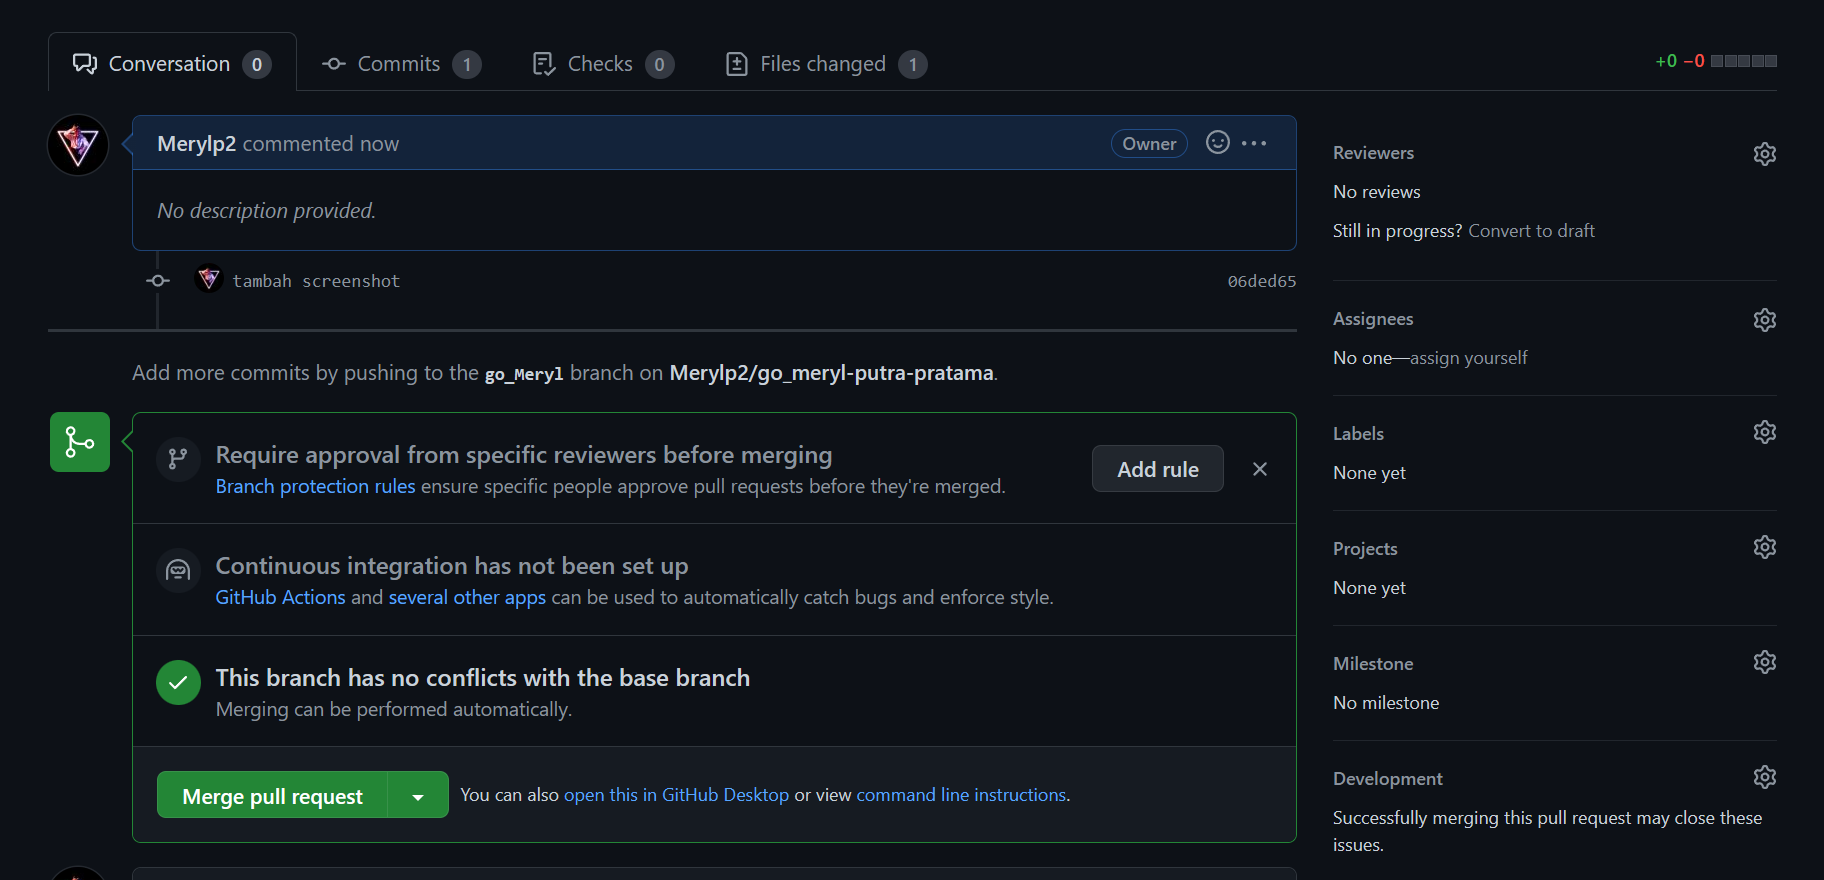 Conversation 0 Commits 1 Checks 0 Files changed 1 +0 −0
Merylp2 commented now Owner
No description provided.
tambah screenshot 06ded65
Add more commits by pushing to the go_Meryl branch on Merylp2/go_meryl-putra-pratama.
Require approval from specific reviewers before merging
Branch protection rules ensure specific people approve pull requests before they're merged.
Add rule
Continuous integration has not been set up
GitHub Actions and several other apps can be used to automatically catch bugs and enforce style.
This branch has no conflicts with the base branch
Merging can be performed automatically.
Merge pull request You can also open this in GitHub Desktop or view command line instructions.
Reviewers
No reviews
Still in progress? Convert to draft
Assignees
No one—assign yourself
Labels
None yet
Projects
None yet
Milestone
No milestone
Development
Successfully merging this pull request may close these
issues.